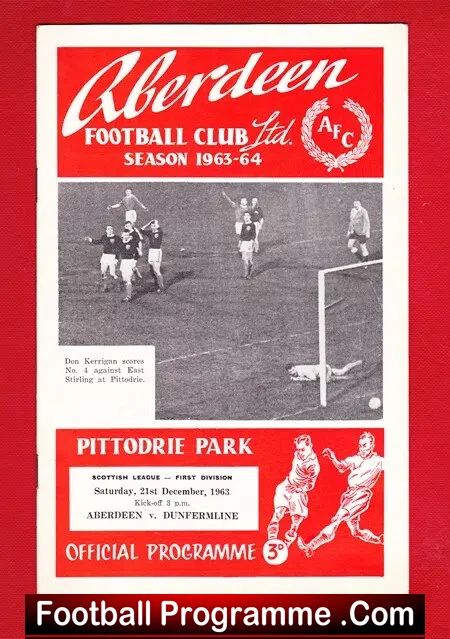 Aberdeen
FOOTBALL CLUB Ltd.
SEASON 1963-64
AFC
Don Kerrigan scores
No. 4 against East
Stirling at Pittodrie.
PITTODRIE PARK
SCOTTISH LEAGUE — FIRST DIVISION
Saturday, 21st December, 1963
Kick-off 3 p.m.
ABERDEEN v. DUNFERMLINE
OFFICIAL PROGRAMME 3D
Football Programme .Com